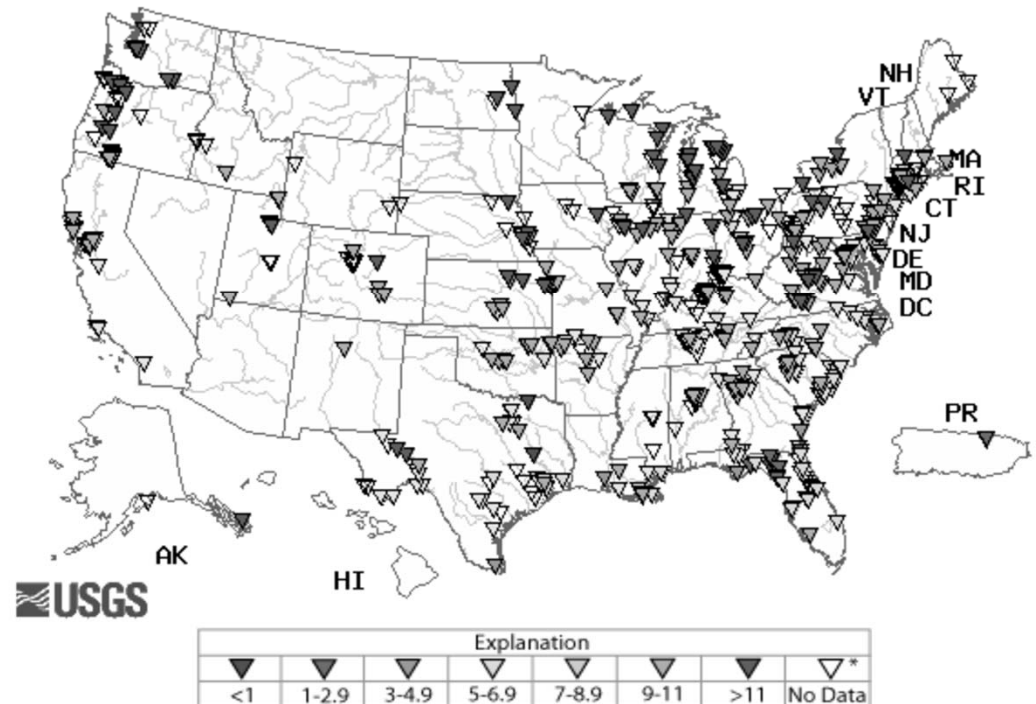 NH
VT
MA
RI
CT
NJ
DE
MD
DC
PR
AK
HI
USGS
Explanation
<1 1-2.9 3-4.9 5-6.9 7-8.9 9-11 >11 No Data *